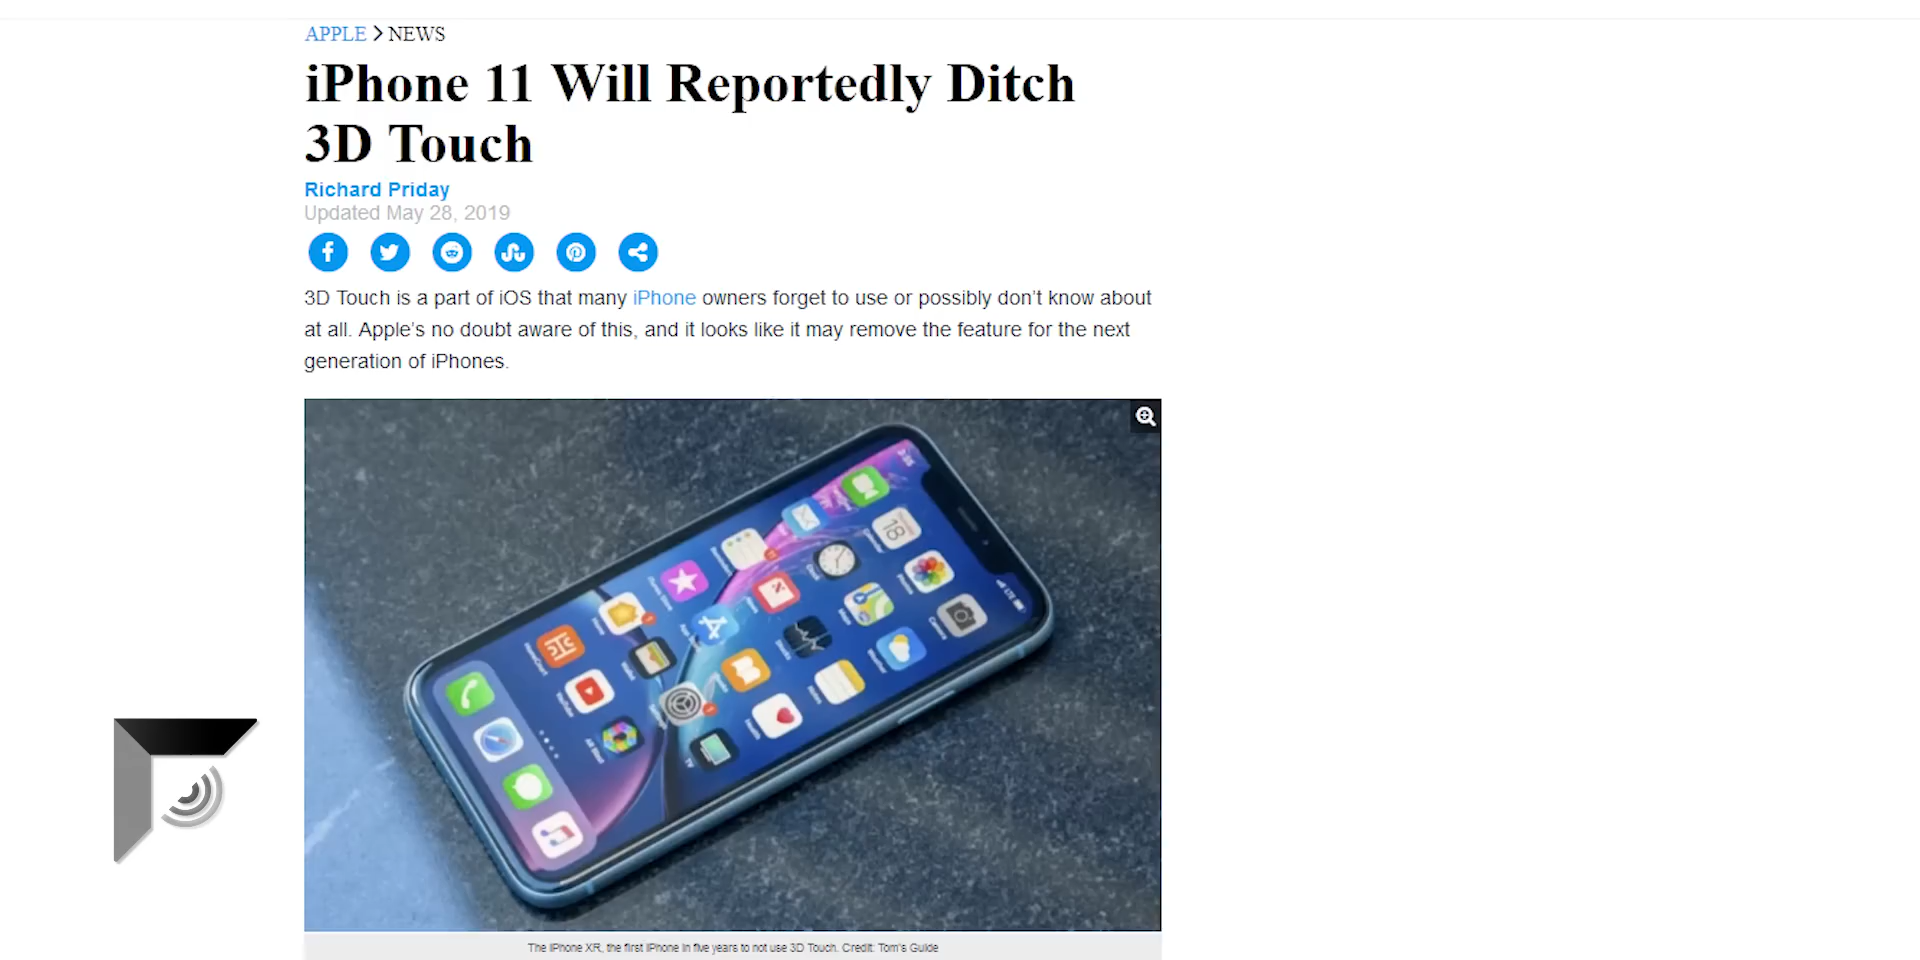 APPLE > NEWS
iPhone 11 Will Reportedly Ditch
3D Touch
Richard Priday
Updated May 28, 2019
3D Touch is a part of iOS that many iPhone owners forget to use or possibly don't know about
at all. Apple's no doubt aware of this, and it looks like it may remove the feature for the next
generation of iPhones.
The iPhone XR, the first iPhone in five years to not use 3D Touch. Credit: Tom's Guide